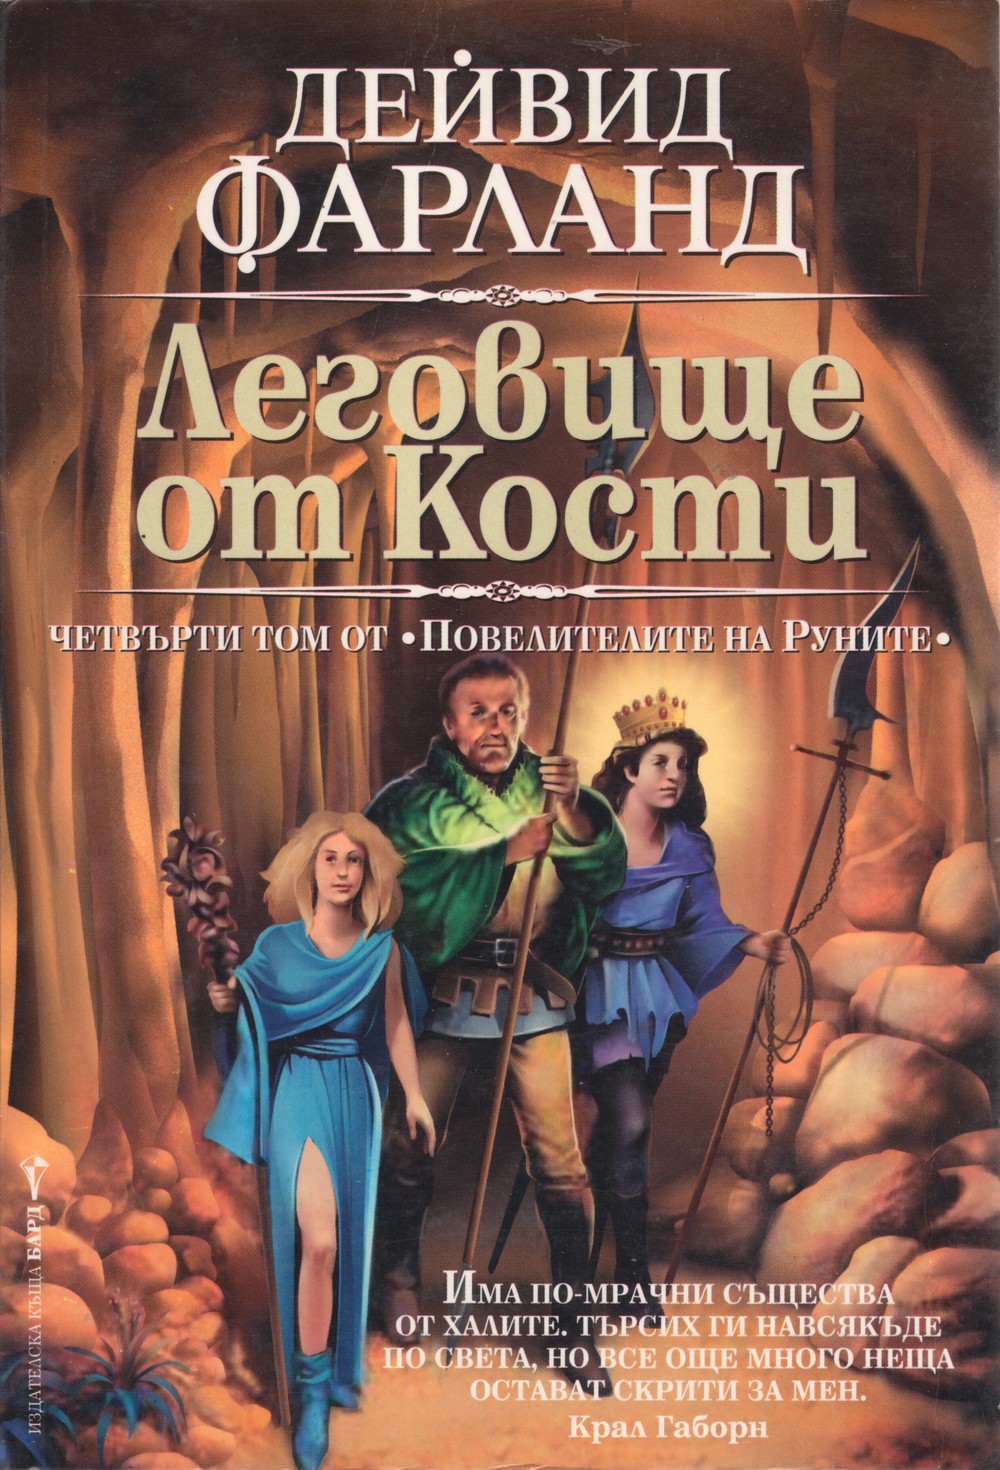 ДЕЙВИД
ФАРЛАНД
Леговище
от Кости
ЧЕТВЪРТИ ТОМ ОТ •ПОВЕЛИТЕЛИТЕ НА РУНИТЕ•
ИЗДАТЕЛСКА КЪЩА БАРД
ИМА ПО-МРАЧНИ СЪЩЕСТВА
ОТ ХАЛИТЕ. ТЪРСИХ ГИ НАВСЯКЪДЕ
ПО СВЕТА, НО ВСЕ ОЩЕ МНОГО НЕЩА
ОСТАВАТ СКРИТИ ЗА МЕН.
Крал Габорн